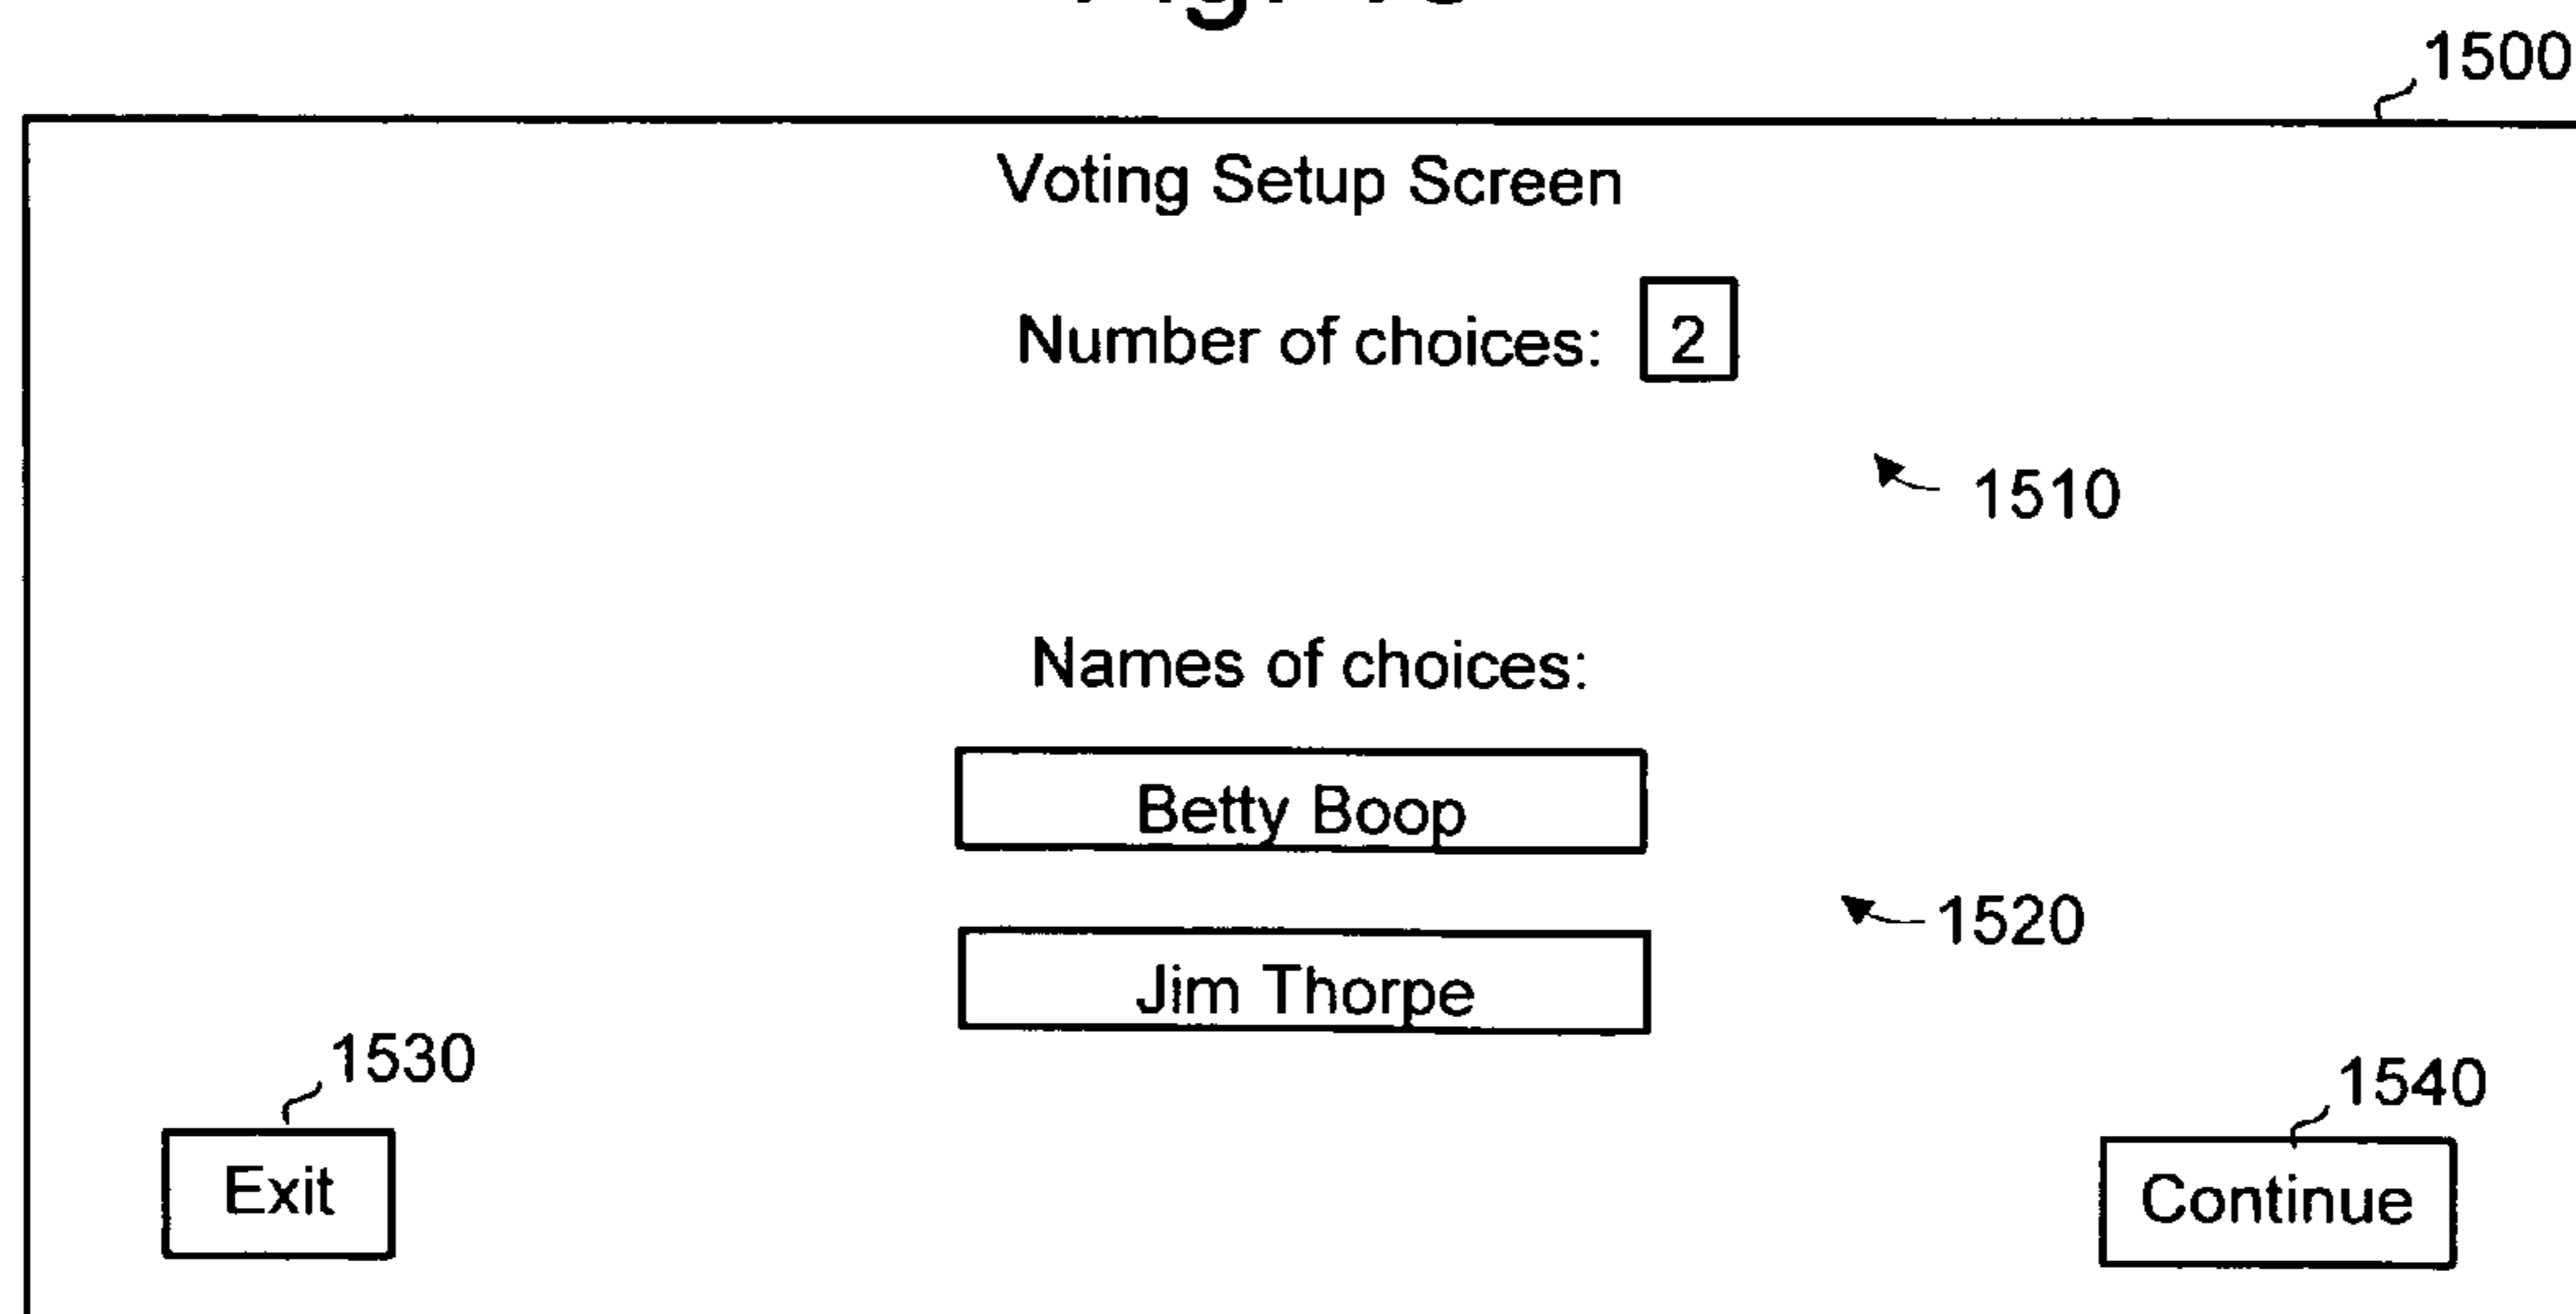 1500
Voting Setup Screen
Number of choices: 2
1510
Names of choices:
Betty Boop
1520
Jim Thorpe
1530
1540
Exit
Continue